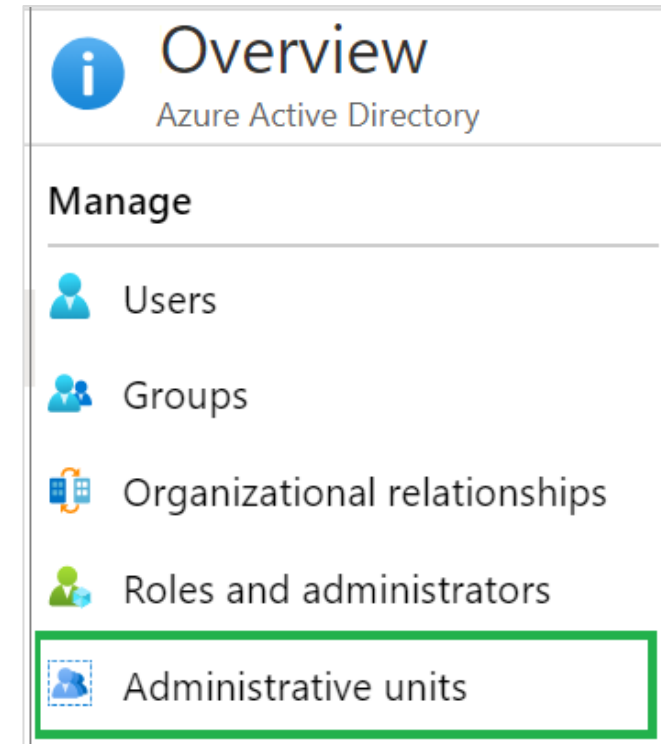 Overview
Azure Active Directory
Manage
Users
Groups
Organizational relationships
Roles and administrators
Administrative units